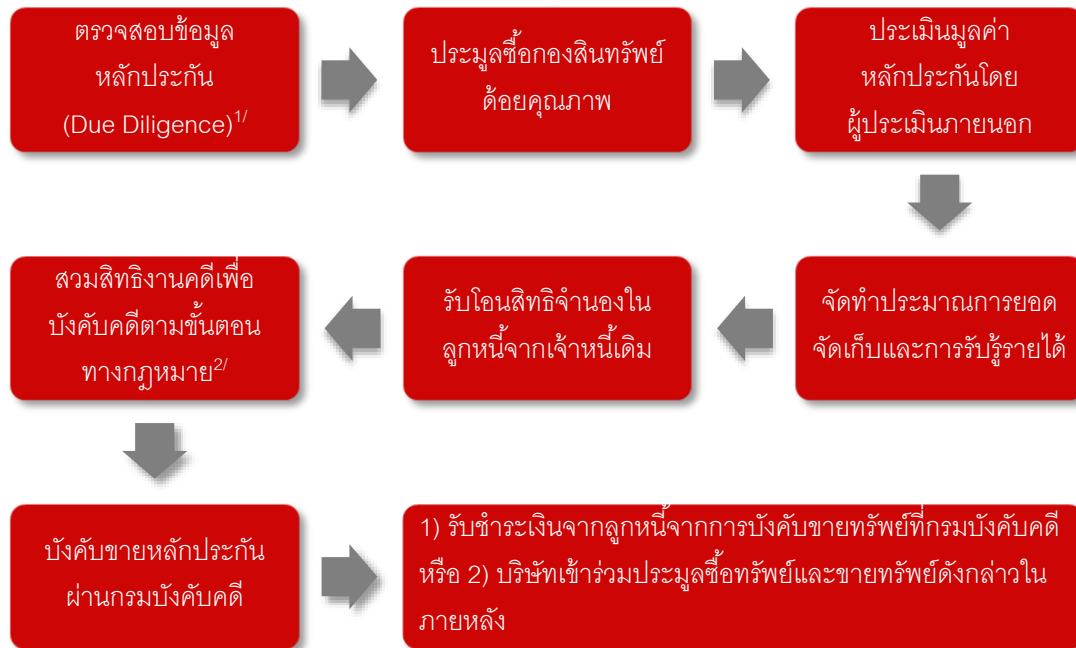 ตรวจสอบข้อมูล
หลักประกัน
(Due Diligence)1/
ประมูลซื้อกองสินทรัพย์
ด้อยคุณภาพ
ประเมินมูลค่า
หลักประกันโดย
ผู้ประเมินภายนอก
จัดทำประมาณการยอด
จัดเก็บและการรับรู้รายได้
รับโอนสิทธิจำนองใน
ลูกหนี้จากเจ้าหนี้เดิม
สวมสิทธิงานคดีเพื่อ
บังคับคดีตามขั้นตอน
ทางกฎหมาย2/
บังคับขายหลักประกัน
ผ่านกรมบังคับคดี
1) รับชำระเงินจากลูกหนี้จากการบังคับขายทรัพย์ที่กรมบังคับคดี
หรือ 2) บริษัทเข้าร่วมประมูลซื้อทรัพย์และขายทรัพย์ดังกล่าวใน
ภายหลัง